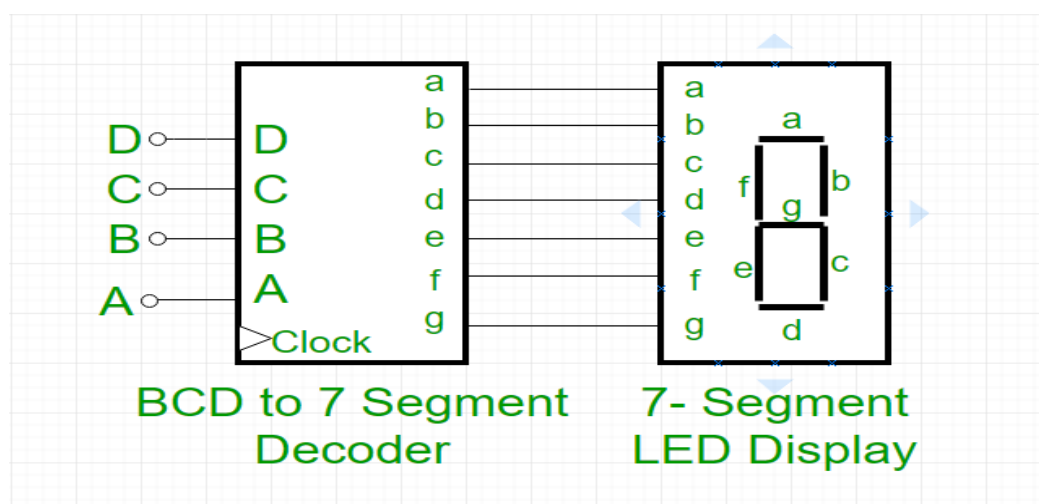 a
b
c
d
e
f
g
D
C
B
A
D
C
B
A
Clock
a
b
c
d
e
f
g
a
f
b
g
e
c
d
BCD to 7 Segment
Decoder
7- Segment
LED Display